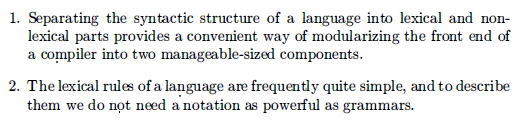 1. Separating the syntactic structure of a language into lexical and non-
lexical parts provides a convenient way of modularizing the front end of
a compiler into two manageable-sized components.
2. The lexical rules of a language are frequently quite simple, and to describe
them we do not need a notation as powerful as grammars.